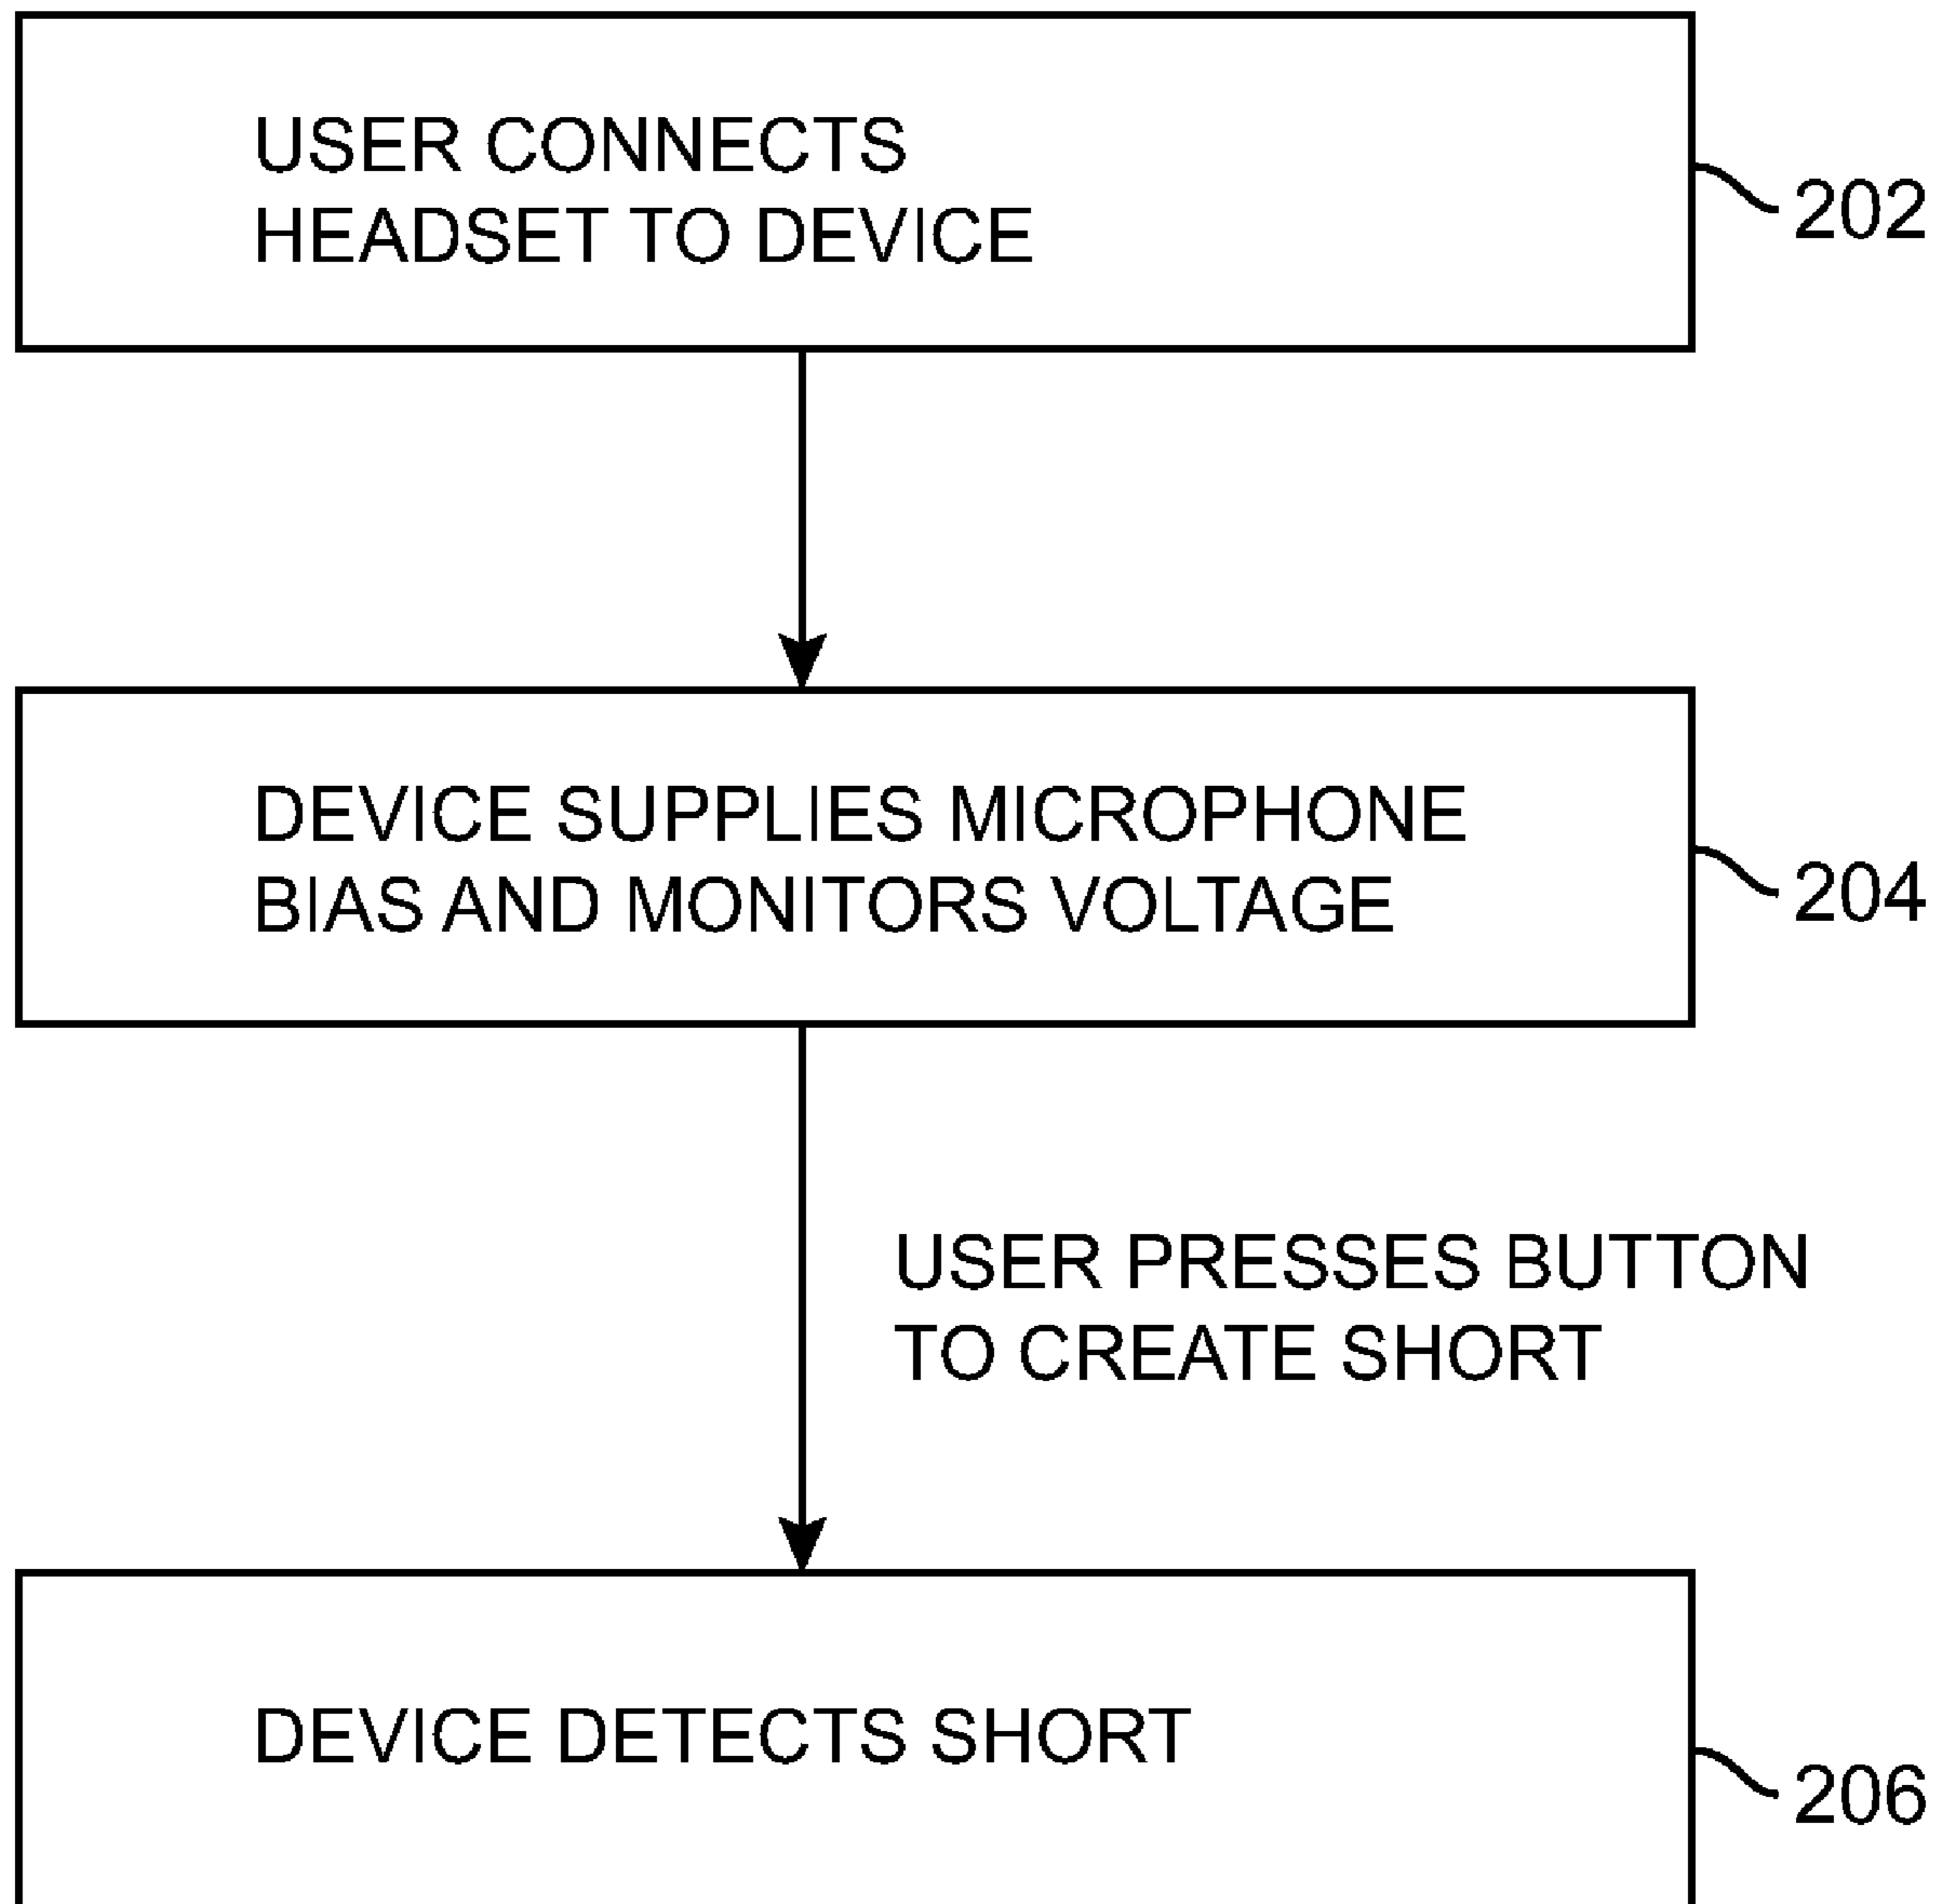 USER CONNECTS
HEADSET TO DEVICE
202
DEVICE SUPPLIES MICROPHONE
BIAS AND MONITORS VOLTAGE
204
USER PRESSES BUTTON
TO CREATE SHORT
DEVICE DETECTS SHORT
206